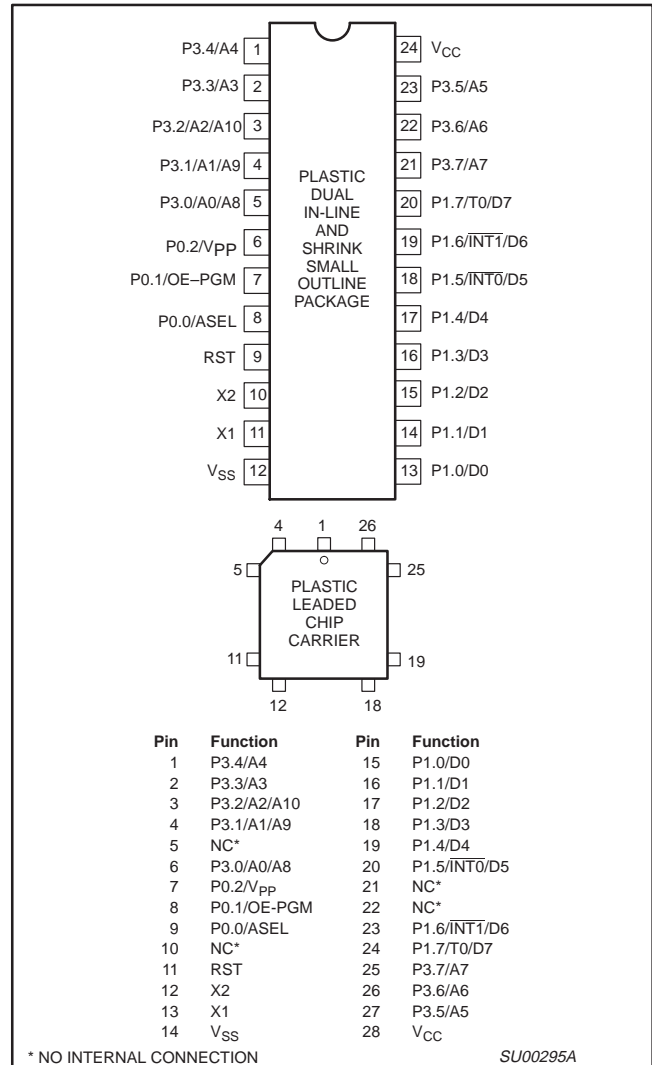 P3.4/A4 1 24 VCC
P3.3/A3 2 23 P3.5/A5
P3.2/A2/A10 3 22 P3.6/A6
P3.1/A1/A9 4 21 P3.7/A7
P3.0/A0/A8 5 20 P1.7/T0/D7
P0.2/VPP 6 19 P1.6/INT1/D6
P0.1/OE–PGM 7 18 P1.5/INT0/D5
P0.0/ASEL 8 17 P1.4/D4
RST 9 16 P1.3/D3
X2 10 15 P1.2/D2
X1 11 14 P1.1/D1
VSS 12 13 P1.0/D0
PLASTIC
DUAL
IN-LINE
AND
SHRINK
SMALL
OUTLINE
PACKAGE
4 1 26
5 25
PLASTIC
LEADED
CHIP
CARRIER
11 19
12 18
Pin Function Pin Function
1 P3.4/A4 15 P1.0/D0
2 P3.3/A3 16 P1.1/D1
3 P3.2/A2/A10 17 P1.2/D2
4 P3.1/A1/A9 18 P1.3/D3
5 NC* 19 P1.4/D4
6 P3.0/A0/A8 20 P1.5/INT0/D5
7 P0.2/VPP 21 NC*
8 P0.1/OE-PGM 22 NC*
9 P0.0/ASEL 23 P1.6/INT1/D6
10 NC* 24 P1.7/T0/D7
11 RST 25 P3.7/A7
12 X2 26 P3.6/A6
13 X1 27 P3.5/A5
14 VSS 28 VCC
* NO INTERNAL CONNECTION SU00295A